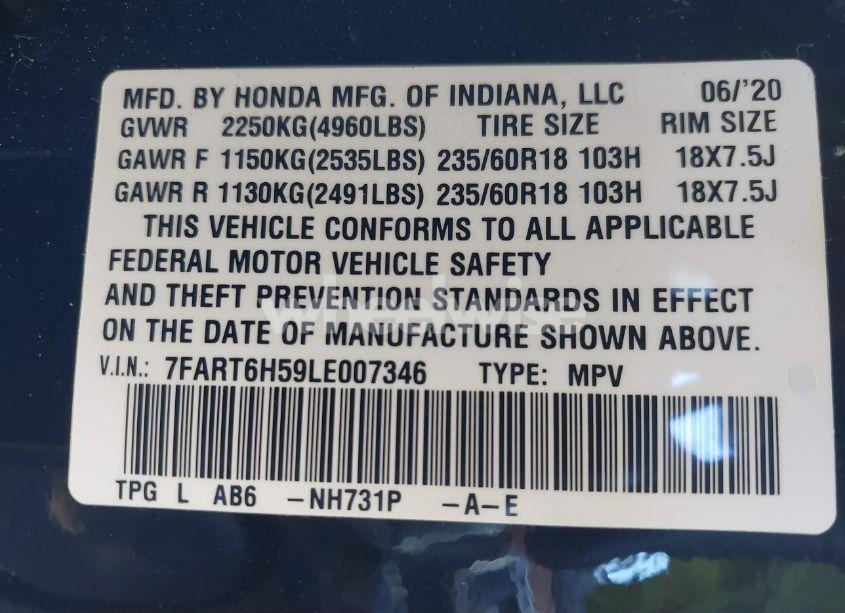 MFD. BY HONDA MFG. OF INDIANA, LLC 06/'20
GVWR 2250KG(4960LBS) TIRE SIZE RIM SIZE
GAWR F 1150KG(2535LBS) 235/60R18 103H 18X7.5J
GAWR R 1130KG(2491LBS) 235/60R18 103H 18X7.5J
THIS VEHICLE CONFORMS TO ALL APPLICABLE
FEDERAL MOTOR VEHICLE SAFETY
AND THEFT PREVENTION STANDARDS IN EFFECT
wheelwise
ON THE DATE OF MANUFACTURE SHOWN ABOVE.
V.I.N.: 7FART6H59LE007346 TYPE: MPV
TPG L AB6 -NH731P -A-E